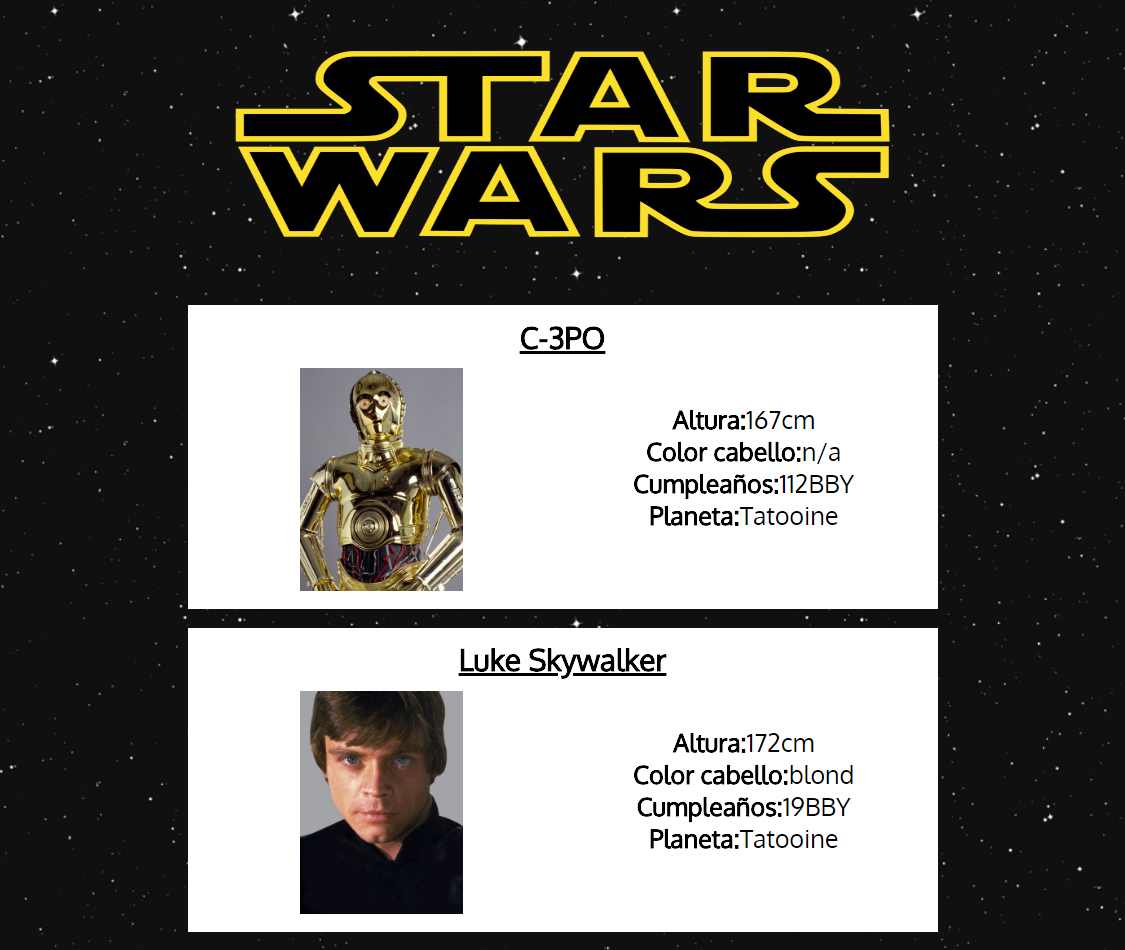 STAR
WARS
C-3PO
Altura:167cm
Color cabello:n/a
Cumpleaños:112BBY
Planeta:Tatooine
Luke Skywalker
Altura:172cm
Color cabello:blond
Cumpleaños:19BBY
Planeta:Tatooine